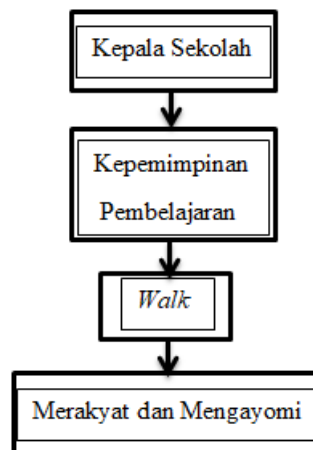 Kepala Sekolah
Kepemimpinan
Pembelajaran
Walk
Merakyat dan Mengayomi